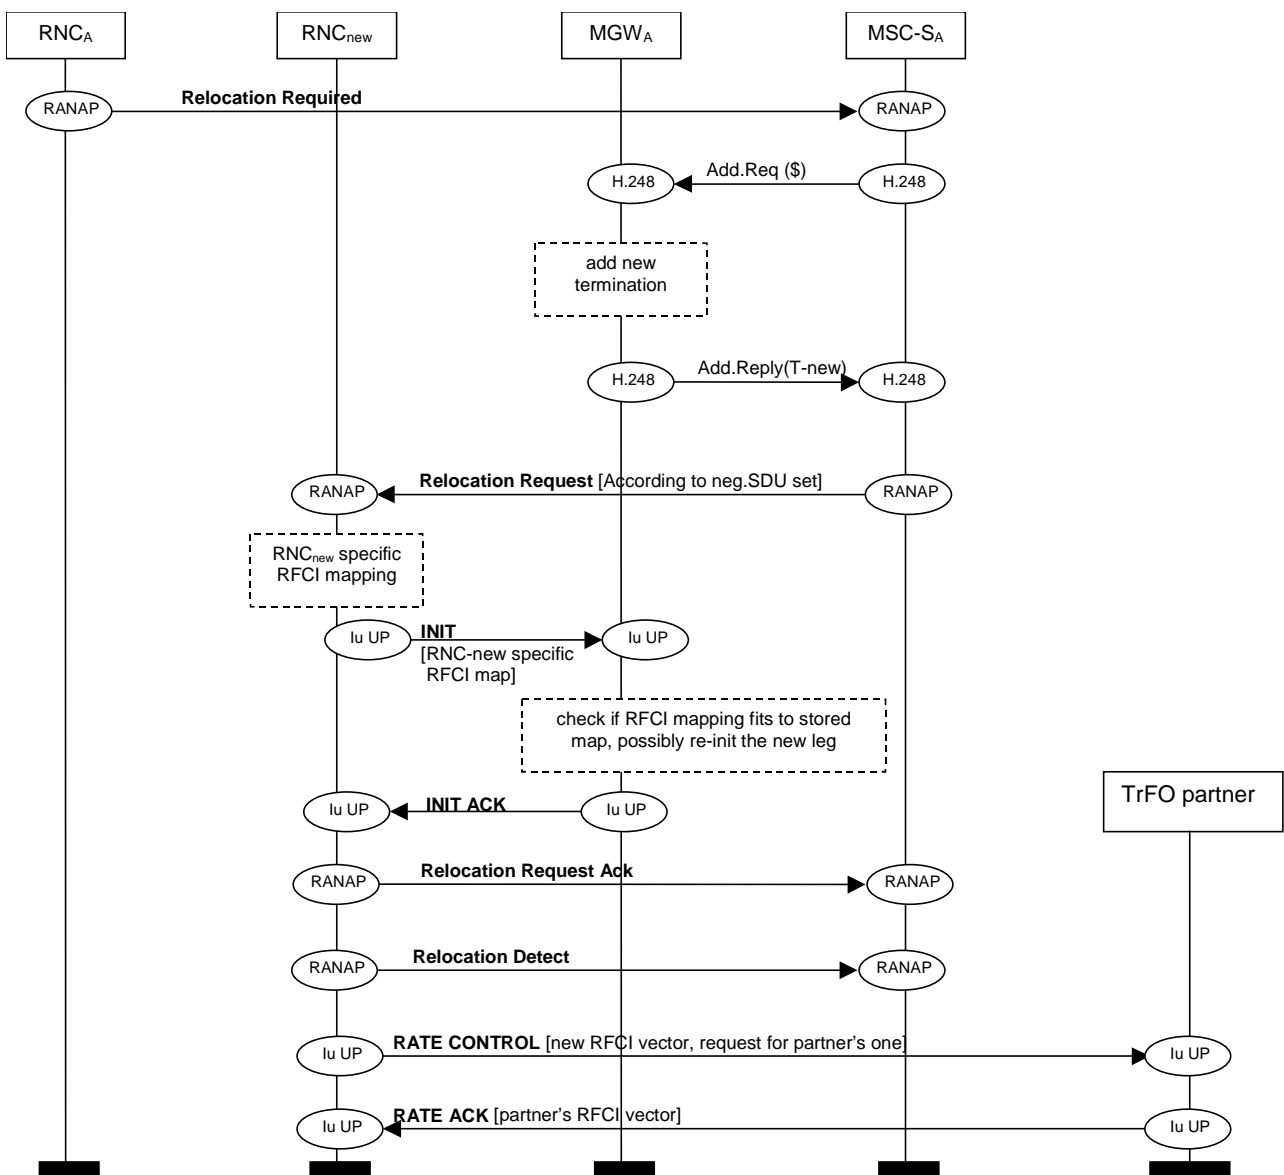 RNCA
RNCnew
MGWA
MSC-SA
Relocation Required
RANAP
RANAP
Add.Req ($)
H.248
H.248
add new
termination
Add.Reply(T-new)
H.248
H.248
Relocation Request [According to neg.SDU set]
RANAP
RANAP
RNCnew specific
RFCI mapping
Iu UP
INIT
Iu UP
[RNC-new specific
RFCI map]
check if RFCI mapping fits to stored
map, possibly re-init the new leg
TrFO partner
Iu UP
INIT ACK
Iu UP
Relocation Request Ack
RANAP
RANAP
Relocation Detect
RANAP
RANAP
RATE CONTROL [new RFCI vector, request for partner's one]
Iu UP
Iu UP
RATE ACK [partner's RFCI vector]
Iu UP
Iu UP